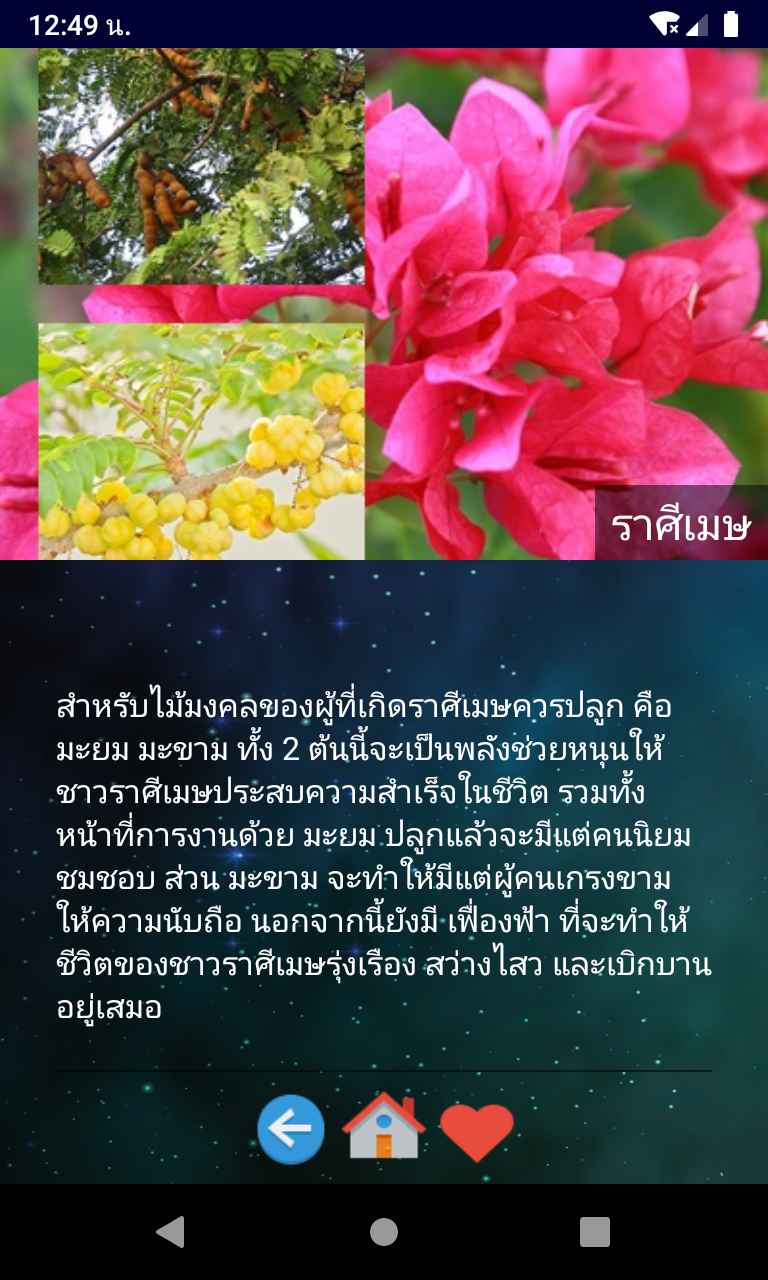 12:49 น.
ราศีเมษ
สำหรับไม้มงคลของผู้ที่เกิดราศีเมษควรปลูก คือ
มะยม มะขาม ทั้ง 2 ต้นนี้จะเป็นพลังช่วยหนุนให้
ชาวราศีเมษประสบความสำเร็จในชีวิต รวมทั้ง
หน้าที่การงานด้วย มะยม ปลูกแล้วจะมีแต่คนนิยม
ชมชอบ ส่วน มะขาม จะทำให้มีแต่ผู้คนเกรงขาม
ให้ความนับถือ นอกจากนี้ยังมี เฟื่องฟ้า ที่จะทำให้
ชีวิตของชาวราศีเมษรุ่งเรือง สว่างไสว และเบิกบาน
อยู่เสมอ